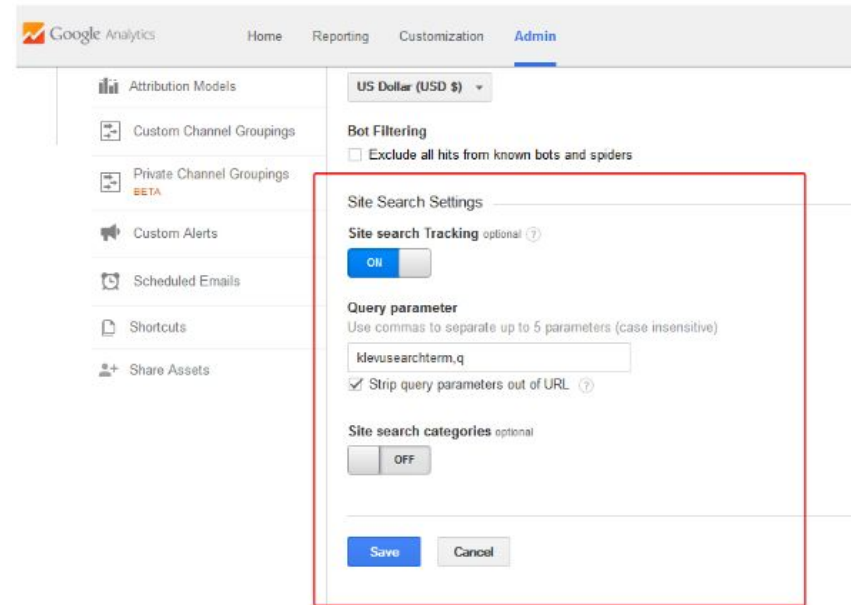 Google Analytics
Home
Reporting
Customization
Admin
Attribution Models
Custom Channel Groupings
Private Channel Groupings
BETA
Custom Alerts
Scheduled Emails
Shortcuts
Share Assets
US Dollar (USD $)
Bot Filtering
Exclude all hits from known bots and spiders
Site Search Settings
Site search Tracking optional ?
ON
Query parameter
Use commas to separate up to 5 parameters (case insensitive)
klevusearchterm,q
Strip query parameters out of URL ?
Site search categories optional
OFF
Save
Cancel